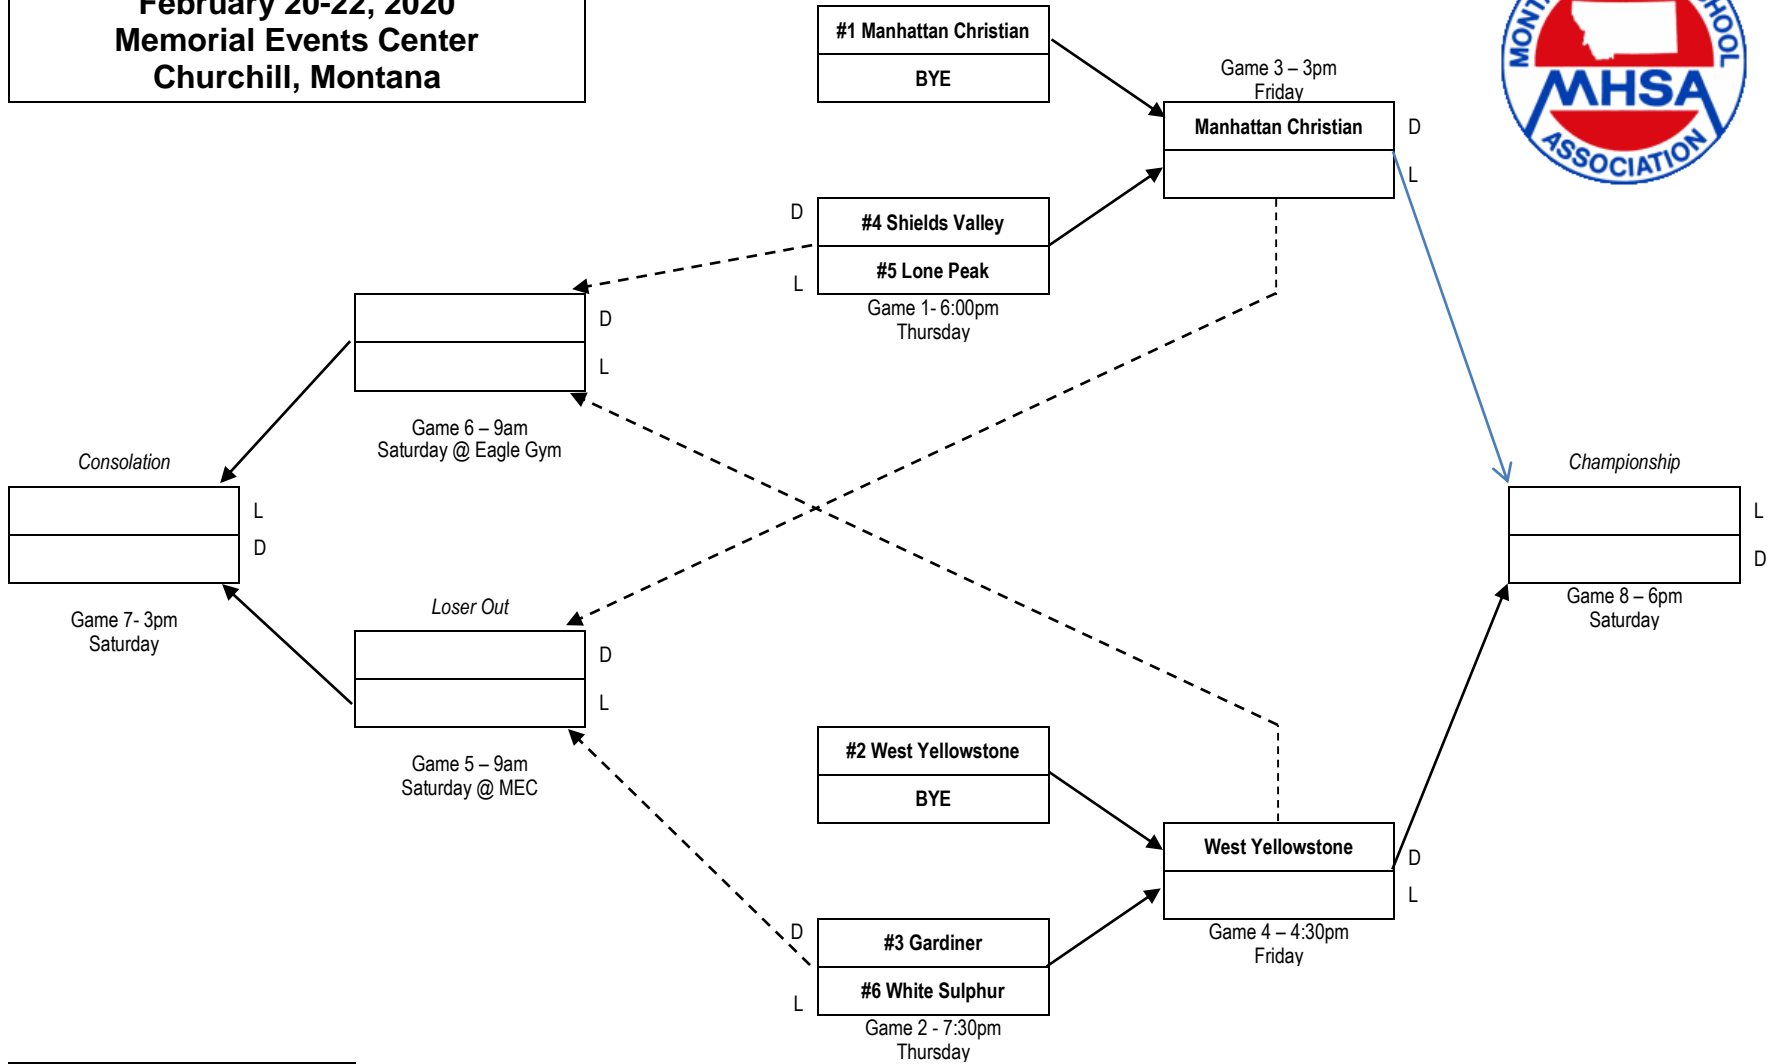 February 20-22, 2020
Memorial Events Center
Churchill, Montana
#1 Manhattan Christian
BYE
Game 3 – 3pm
Friday
Manhattan Christian
D
L
MHSA
ASSOCIATION
D
#4 Shields Valley
L
#5 Lone Peak
Game 1- 6:00pm
Thursday
D
L
Game 6 – 9am
Saturday @ Eagle Gym
Consolation
L
D
Game 7- 3pm
Saturday
Championship
L
D
Game 8 – 6pm
Saturday
Loser Out
D
L
Game 5 – 9am
Saturday @ MEC
#2 West Yellowstone
BYE
West Yellowstone
D
L
Game 4 – 4:30pm
Friday
D
#3 Gardiner
L
#6 White Sulphur
Game 2 - 7:30pm
Thursday